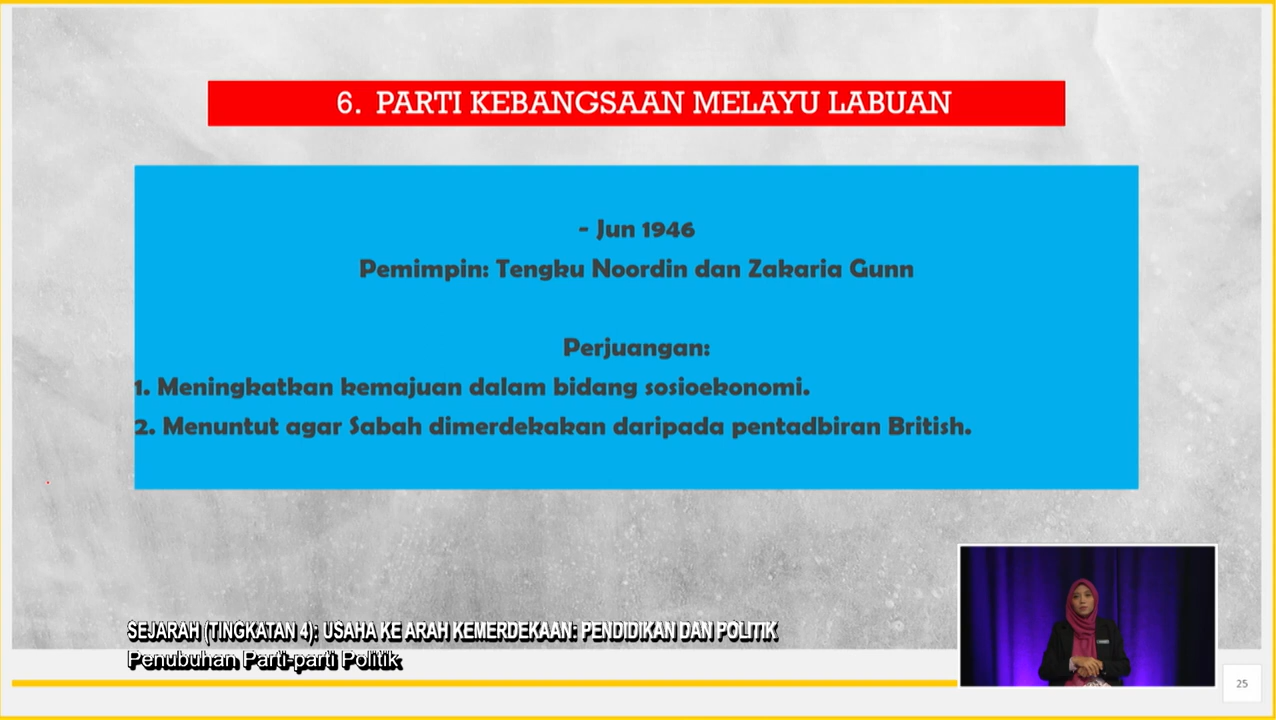 6. PARTI KEBANGSAAN MELAYU LABUAN
- Jun 1946
Pemimpin: Tengku Noordin dan Zakaria Gunn
Perjuangan:
1. Meningkatkan kemajuan dalam bidang sosioekonomi.
2. Menuntut agar Sabah dimerdekakan daripada pentadbiran British.
SEJARAH (TINGKATAN 4): USAHA KE ARAH KEMERDEKAAN: PENDIDIKAN DAN POLITIK
Penubuhan Parti-parti Politik
25